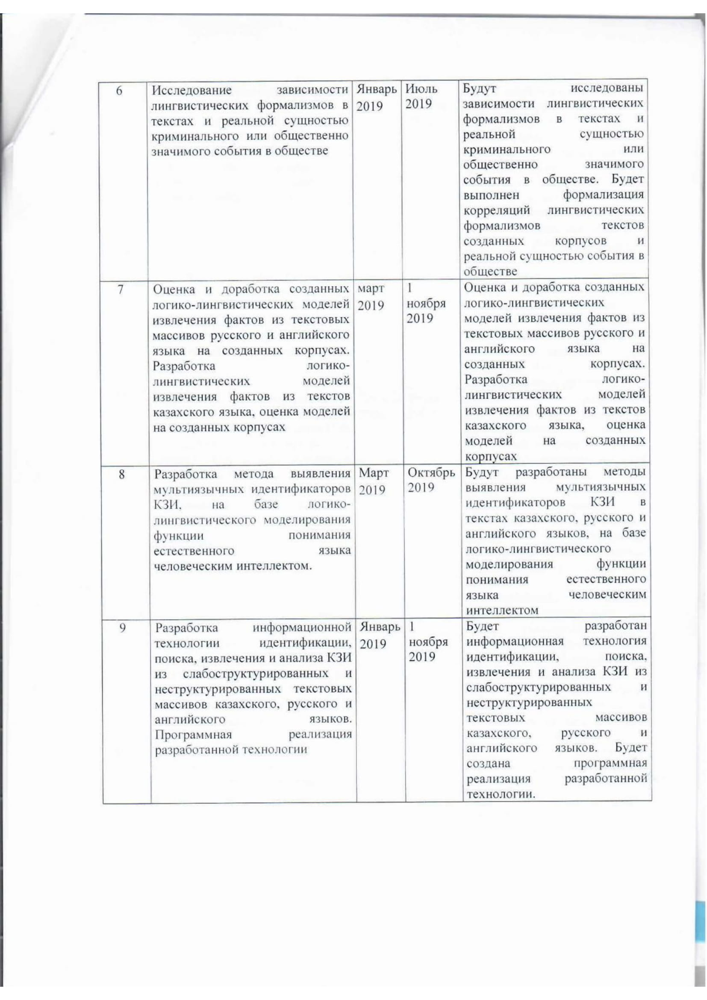 6
Исследование зависимости
лингвистических формализмов в
текстах и реальной сущностью
криминального или общественно
значимого события в обществе
Январь
2019
Июль
2019
Будут исследованы
зависимости лингвистических
формализмов в текстах и
реальной сущностью
криминального или
общественно значимого
события в обществе. Будет
выполнен формализация
корреляций лингвистических
формализмов текстов
созданных корпусов и
реальной сущностью события в
обществе
7
Оценка и доработка созданных
логико-лингвистических моделей
извлечения фактов из текстовых
массивов русского и английского
языка на созданных корпусах.
Разработка логико-
лингвистических моделей
извлечения фактов из текстов
казахского языка, оценка моделей
на созданных корпусах
март
2019
1
ноября
2019
Оценка и доработка созданных
логико-лингвистических
моделей извлечения фактов из
текстовых массивов русского и
английского языка на
созданных корпусах.
Разработка логико-
лингвистических моделей
извлечения фактов из текстов
казахского языка, оценка
моделей на созданных
корпусах
8
Разработка метода выявления
мультиязычных идентификаторов
КЗИ, на базе логико-
лингвистического моделирования
функции понимания
естественного языка
человеческим интеллектом.
Март
2019
Октябрь
2019
Будут разработаны методы
выявления мультиязычных
идентификаторов КЗИ в
текстах казахского, русского и
английского языков, на базе
логико-лингвистического
моделирования функции
понимания естественного
языка человеческим
интеллектом
9
Разработка информационной
технологии идентификации,
поиска, извлечения и анализа КЗИ
из слабоструктурированных и
неструктурированных текстовых
массивов казахского, русского и
английского языков.
Программная реализация
разработанной технологии
Январь
2019
1
ноября
2019
Будет разработан
информационная технология
идентификации, поиска,
извлечения и анализа КЗИ из
слабоструктурированных и
неструктурированных
текстовых массивов
казахского, русского и
английского языков. Будет
создана программная
реализация разработанной
технологии.